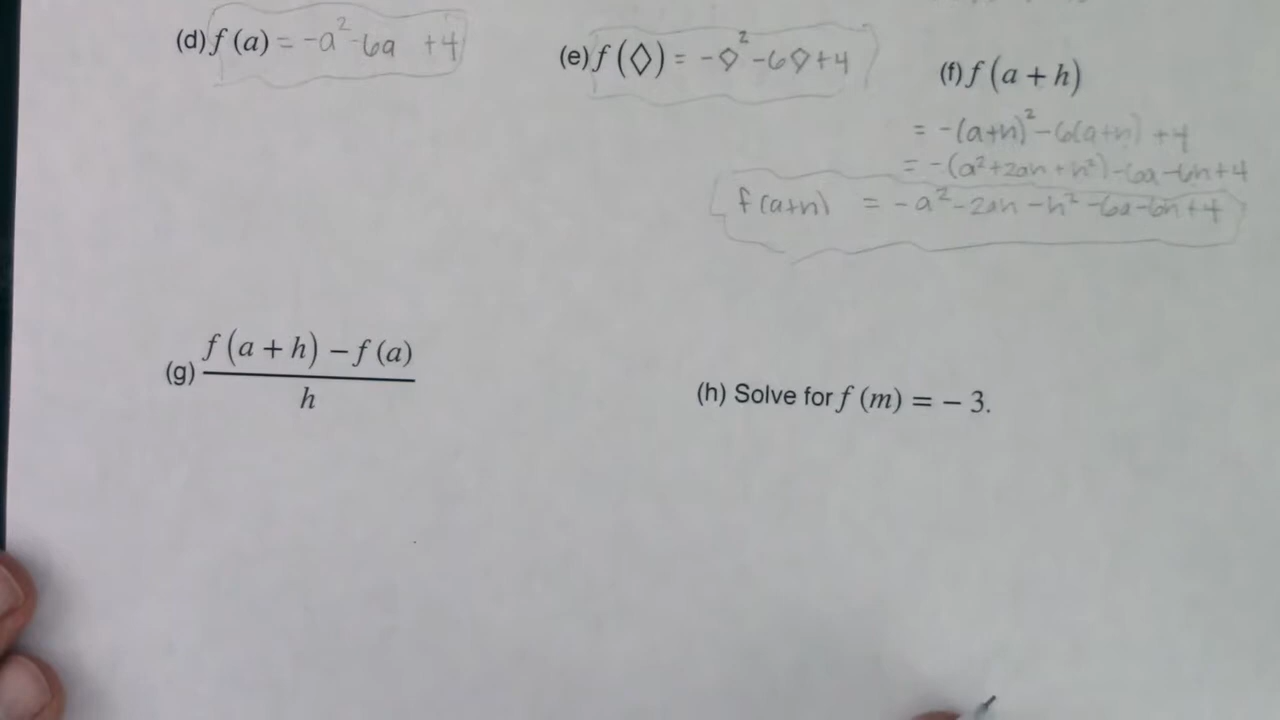 (d) f (a) = -a² -6a +4
(e) f (◊) = -◊² -6◊+4
(f) f (a + h)
= -(a+h)² -6(a+h) +4
= -(a²+2ah+h²)-6a-6h+4
f(a+h) = -a²-2ah-h²-6a-6h+4
(g) f (a + h) − f (a)
h
(h) Solve for f (m) = − 3.